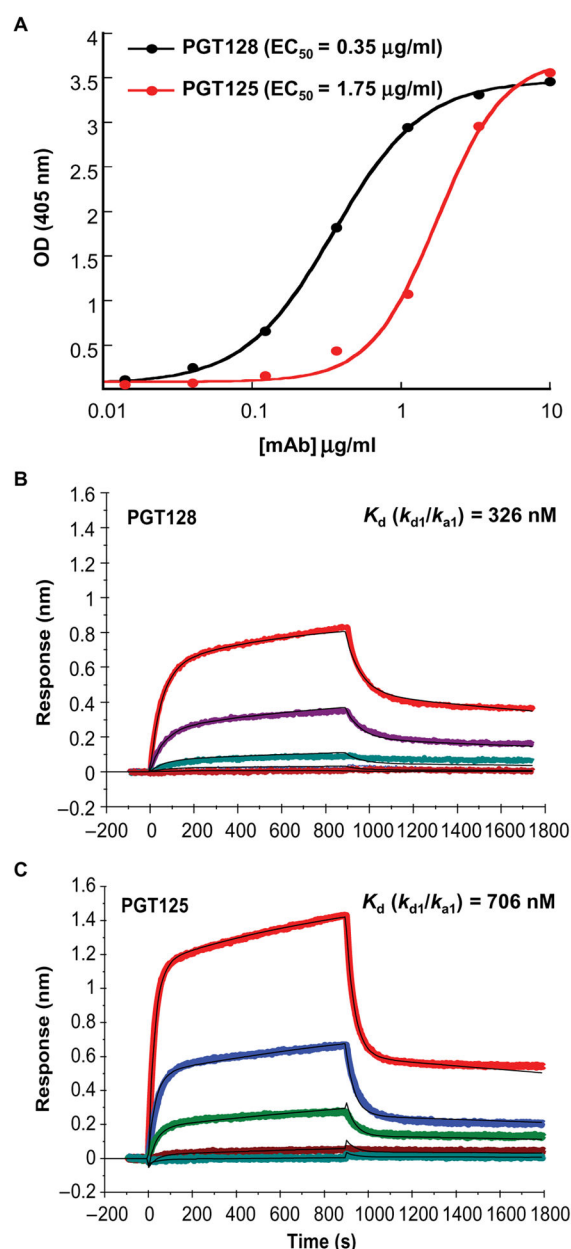 A
PGT128 (EC50 = 0.35 µg/ml)
PGT125 (EC50 = 1.75 µg/ml)
OD (405 nm)
4
3.5
3
2.5
2
1.5
1
0.5
0.01 0.1 1 10
[mAb] µg/ml
B
PGT128
Kd (kd1/ka1) = 326 nM
Response (nm)
1.6
1.4
1.2
1
0.8
0.6
0.4
0.2
0
–0.2
–200 0 200 400 600 800 1000 1200 1400 1600 1800
C
PGT125
Kd (kd1/ka1) = 706 nM
Response (nm)
1.6
1.4
1.2
1
0.8
0.6
0.4
0.2
0
–0.2
–200 0 200 400 600 800 1000 1200 1400 1600 1800
Time (s)